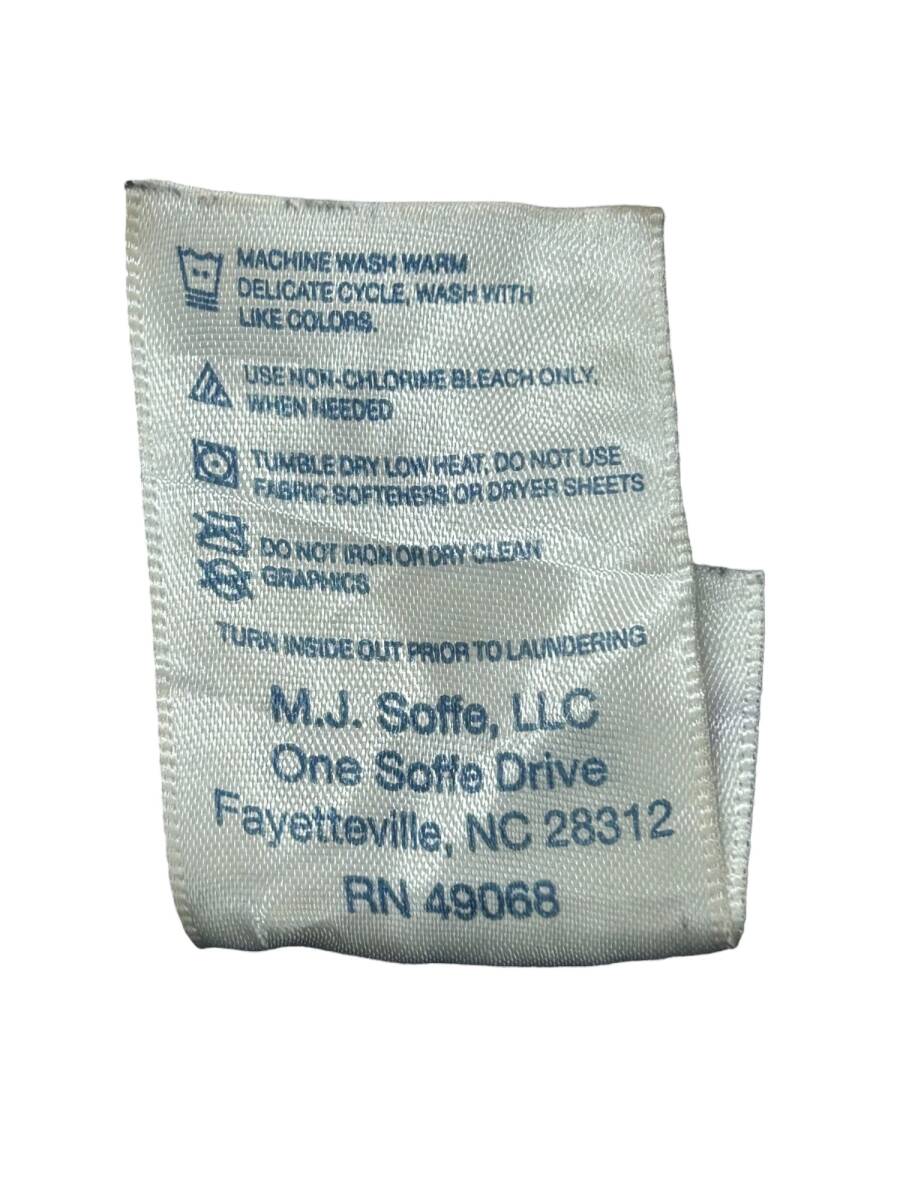 MACHINE WASH WARM
DELICATE CYCLE, WASH WITH
LIKE COLORS.
USE NON-CHLORINE BLEACH ONLY,
WHEN NEEDED
TUMBLE DRY LOW HEAT, DO NOT USE
FABRIC SOFTENERS OR DRYER SHEETS
DO NOT IRON OR DRY CLEAN
GRAPHICS
TURN INSIDE OUT PRIOR TO LAUNDERING
M.J. Soffe, LLC
One Soffe Drive
Fayetteville, NC 28312
RN 49068